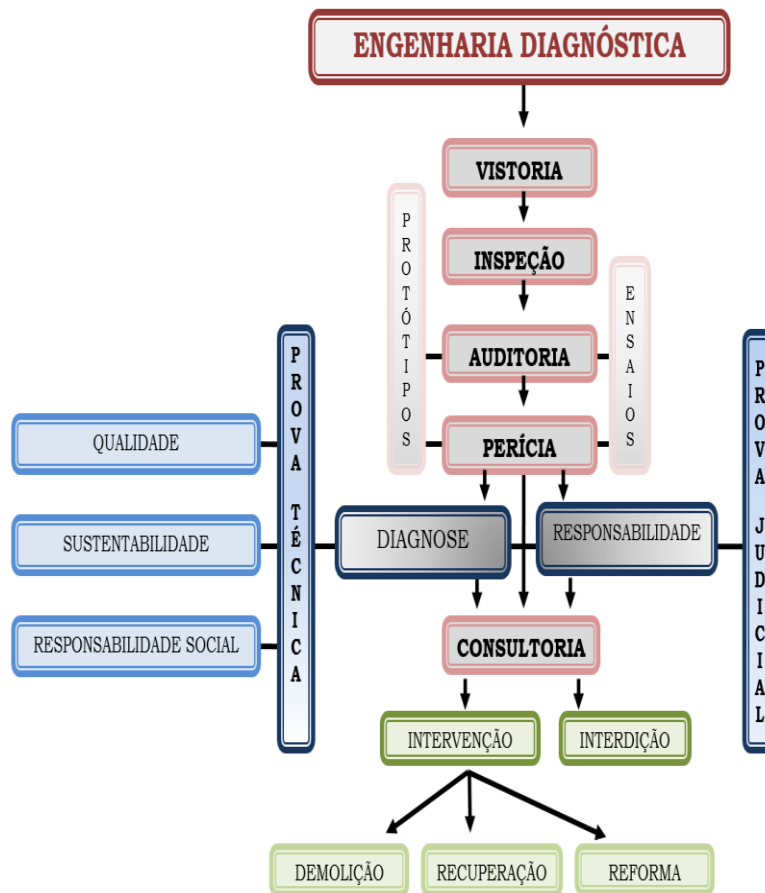 ENGENHARIA DIAGNÓSTICA
VISTORIA
PROTÓTIPOS
INSPEÇÃO
ENSAIOS
AUDITORIA
PROVA TÉCNICA
PROVA JUDICIAL
QUALIDADE
PERÍCIA
SUSTENTABILIDADE
DIAGNOSE
RESPONSABILIDADE
RESPONSABILIDADE SOCIAL
CONSULTORIA
INTERVENÇÃO
INTERDIÇÃO
DEMOLIÇÃO
RECUPERAÇÃO
REFORMA